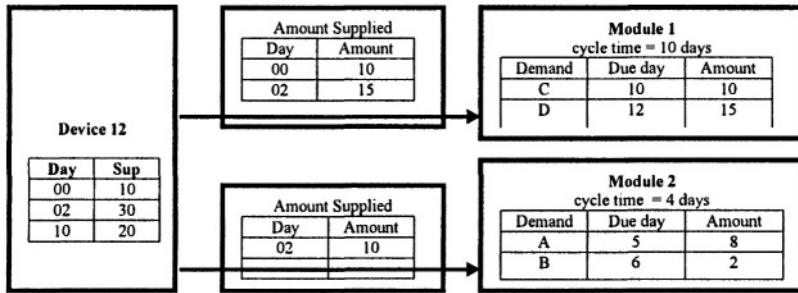 Device 12
Day Sup
00 10
02 30
10 20
Amount Supplied
Day Amount
00 10
02 15
Module 1
cycle time = 10 days
Demand Due day Amount
C 10 10
D 12 15
Amount Supplied
Day Amount
02 10
Module 2
cycle time = 4 days
Demand Due day Amount
A 5 8
B 6 2